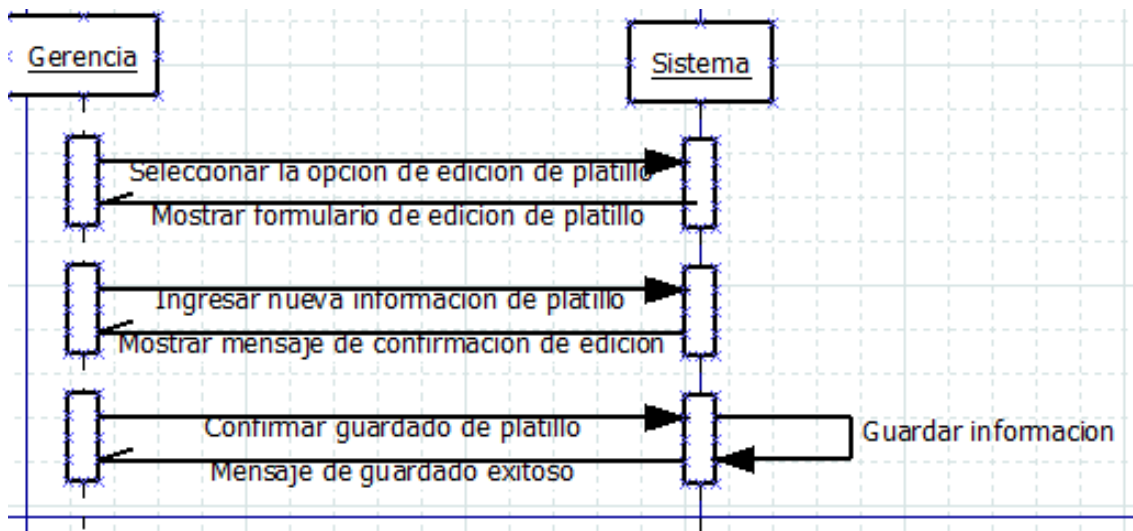 Gerencia
Sistema
Seleccionar la opcion de edicion de platillo
Mostrar formulario de edicion de platillo
Ingresar nueva informacion de platillo
Mostrar mensaje de confirmacion de edicion
Confirmar guardado de platillo
Guardar informacion
Mensaje de guardado exitoso